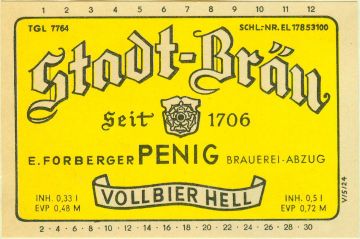 1 2 3 4 5 6 7 8 9 10 11 12
TGL 7764 SCHL.-NR. EL 178 53100
Stadt-Bräu
Seit 1706
E. FORBERGER PENIG BRAUEREI-ABZUG
INH. 0,33 l VOLLBIER HELL INH. 0,5 l
EVP 0,48 M EVP 0,72 M
V/5/24
2 · 4 · 6 · 8 · 10 · 12 · 14 · 16 · 18 · 20 · 22 · 24 · 26 · 28 · 30